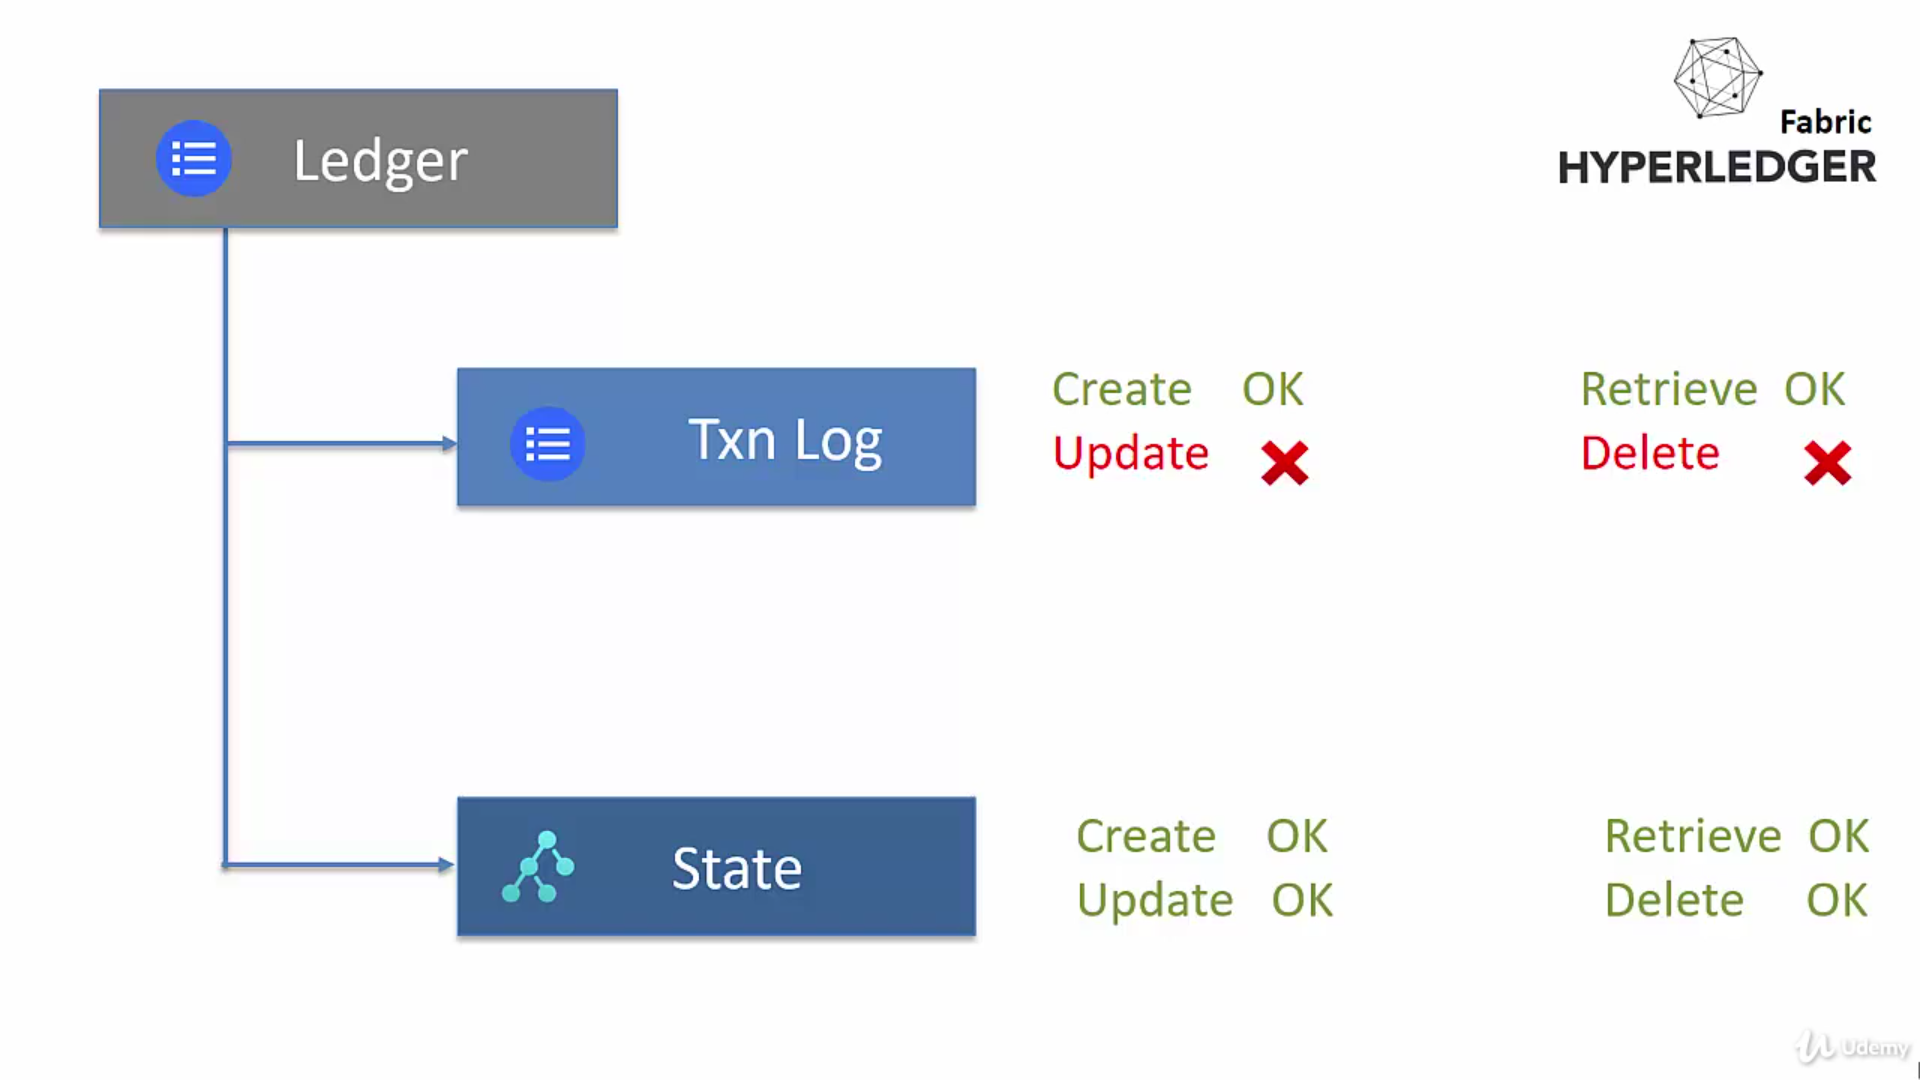 Fabric
HYPERLEDGER
Ledger
Txn Log
Create OK
Retrieve OK
Update
Delete
State
Create OK
Retrieve OK
Update OK
Delete OK
Udemy